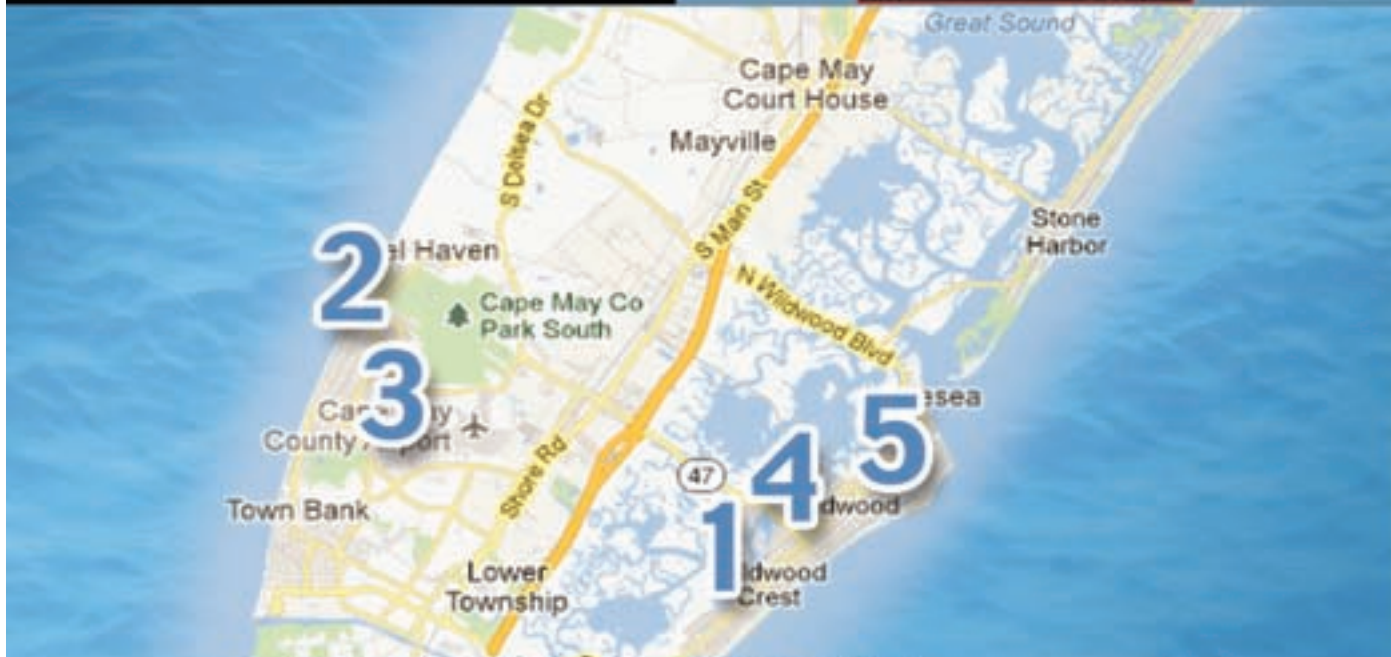 Great Sound
Cape May
Court House
Mayville
S Delsea Dr
S Main St
Stone
Harbor
2
el Haven
N Wildwood Blvd
Cape May Co
Park South
3
County
5
esea
4
47
Shore Rd
Town Bank
dwood
1
Lower
Township
ldwood
Crest